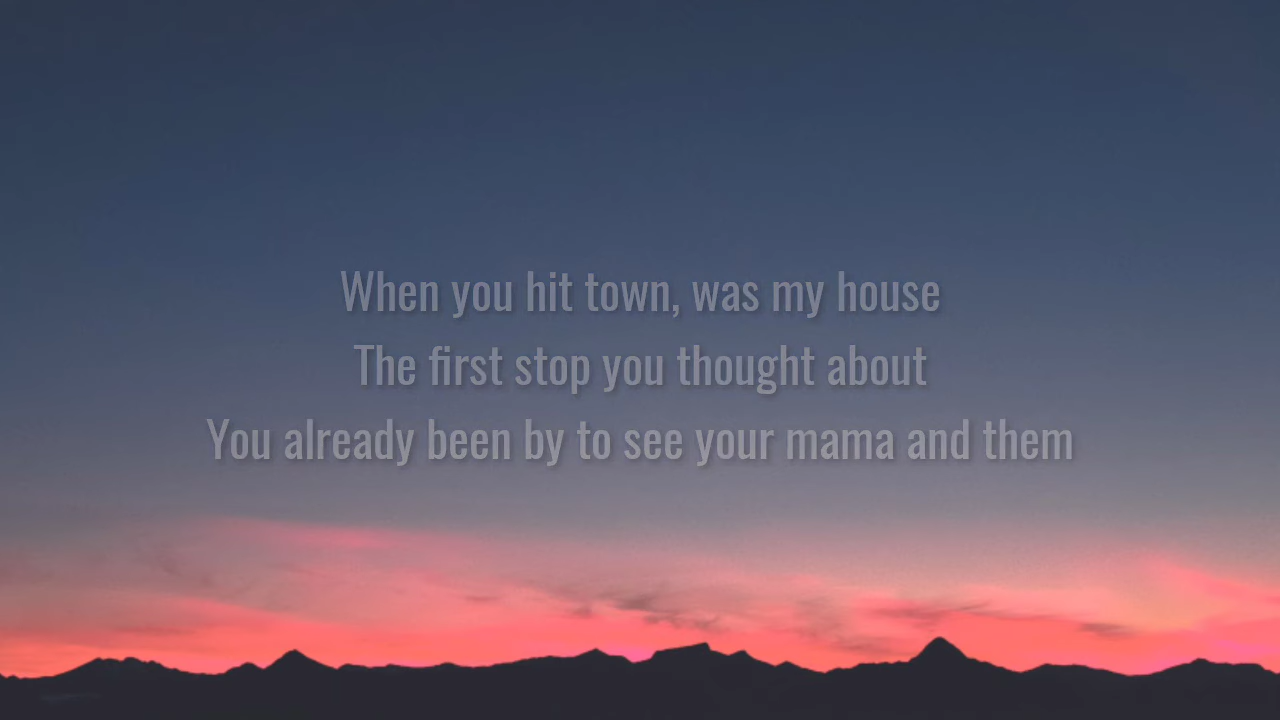 When you hit town, was my house
The first stop you thought about
You already been by to see your mama and them